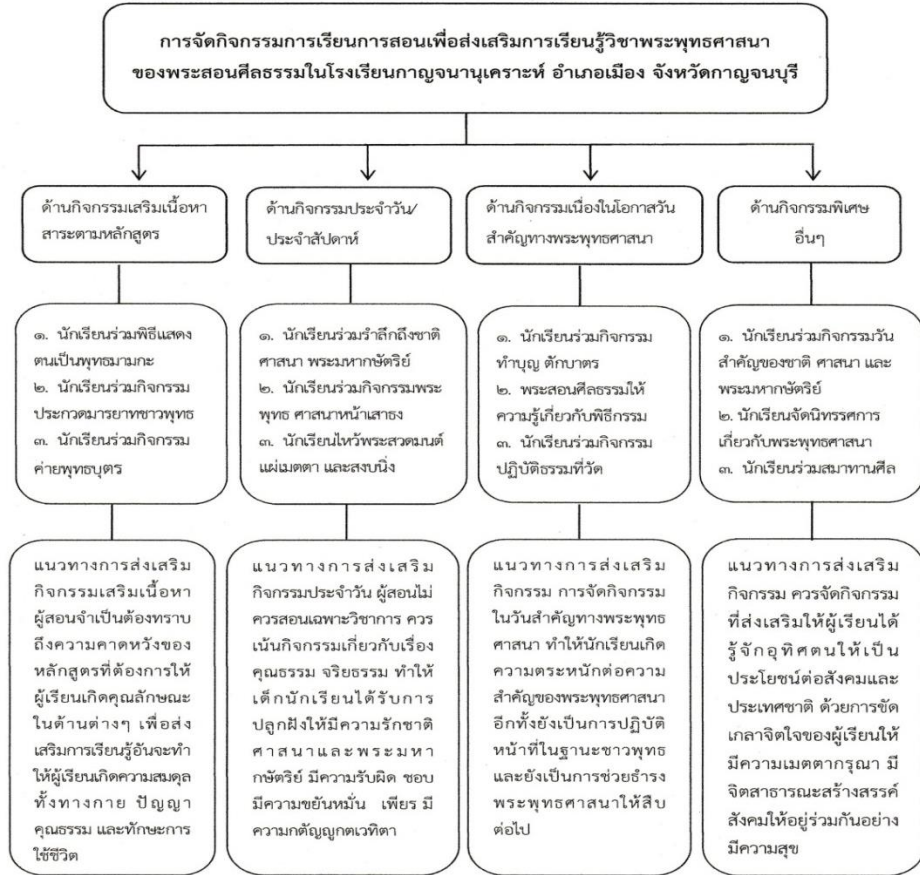 การจัดกิจกรรมการเรียนการสอนเพื่อส่งเสริมการเรียนรู้วิชาพระพุทธศาสนา
ของพระสอนศีลธรรมในโรงเรียนกาญจนานุเคราะห์ อำเภอเมือง จังหวัดกาญจนบุรี
ด้านกิจกรรมเสริมเนื้อหา
สาระตามหลักสูตร
ด้านกิจกรรมประจำวัน/
ประจำสัปดาห์
ด้านกิจกรรมเนื่องในโอกาสวัน
สำคัญทางพระพุทธศาสนา
ด้านกิจกรรมพิเศษ
อื่นๆ
๑. นักเรียนร่วมพิธีแสดง
ตนเป็นพุทธมามกะ
๒. นักเรียนร่วมกิจกรรม
ประกวดมารยาทชาวพุทธ
๓. นักเรียนร่วมกิจกรรม
ค่ายพุทธบุตร
๑. นักเรียนร่วมรำลึกถึงชาติ
ศาสนา พระมหากษัตริย์
๒. นักเรียนร่วมกิจกรรมพระ
พุทธ ศาสนาหน้าเสาธง
๓. นักเรียนไหว้พระสวดมนต์
แผ่เมตตา และสงบนิ่ง
๑. นักเรียนร่วมกิจกรรม
ทำบุญ ตักบาตร
๒. พระสอนศีลธรรมให้
ความรู้เกี่ยวกับพิธีกรรม
๓. นักเรียนร่วมกิจกรรม
ปฏิบัติธรรมที่วัด
๑. นักเรียนร่วมกิจกรรมวัน
สำคัญของชาติ ศาสนา และ
พระมหากษัตริย์
๒.นักเรียนจัดนิทรรศการ
เกี่ยวกับพระพุทธศาสนา
๓. นักเรียนร่วมสมาทานศีล
แนวทางการส่งเสริม
กิจกรรมเสริมเนื้อหา
ผู้สอนจำเป็นต้องทราบ
ถึงความคาดหวังของ
หลักสูตรที่ต้องการให้
ผู้เรียนเกิดคุณลักษณะ
ในด้านต่างๆ เพื่อส่ง
เสริมการเรียนรู้อันจะทำ
ให้ผู้เรียนเกิดความสมดุล
ทั้งทางกาย ปัญญา
คุณธรรม และทักษะการ
ใช้ชีวิต
แนวทางการส่งเสริม
กิจกรรมประจำวัน ผู้สอนไม่
ควรสอนเฉพาะวิชาการ ควร
เน้นกิจกรรมเกี่ยวกับเรื่อง
คุณธรรม จริยธรรม ทำให้
เด็กนักเรียนได้รับการ
ปลูกฝังให้มีความรักชาติ
ศาสนาและพระมหา
กษัตริย์ มีความรับผิด ชอบ
มีความขยันหมั่น เพียร มี
ความกตัญญูกตเวทิตา
แนวทางการส่งเสริม
กิจกรรม การจัดกิจกรรม
ในวันสำคัญทางพระพุทธ
ศาสนา ทำให้นักเรียนเกิด
ความตระหนักต่อความ
สำคัญของพระพุทธศาสนา
อีกทั้งยังเป็นการปฏิบัติ
หน้าที่ในฐานะชาวพุทธ
และยังเป็นการช่วยธำรง
พระพุทธศาสนาให้สืบ
ต่อไป
แนวทางการส่งเสริม
กิจกรรม ควรจัดกิจกรรม
ที่ส่งเสริมให้ผู้เรียนได้
รู้จักอุทิศตนให้เป็น
ประโยชน์ต่อสังคมและ
ประเทศชาติ ด้วยการขัด
เกลาจิตใจของผู้เรียนให้
มีความเมตตากรุณา มี
จิตสาธารณะสร้างสรรค์
สังคมให้อยู่ร่วมกันอย่าง
มีความสุข